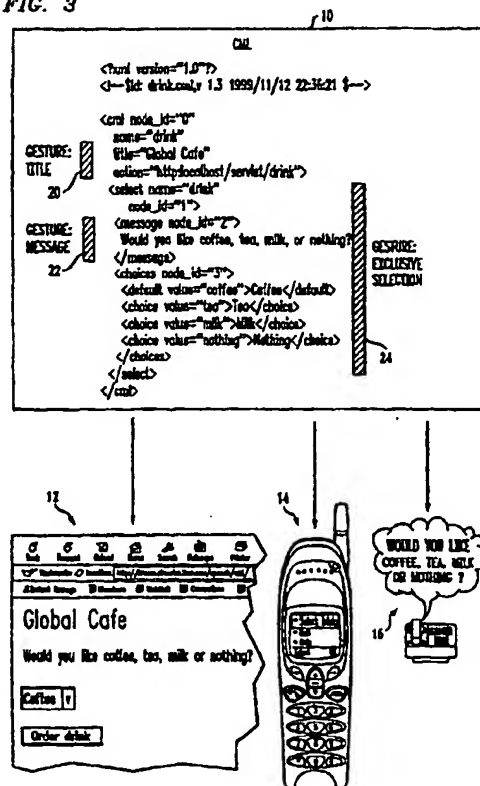 FIG. 3
10
CML
<?xml version="1.0"?>
<!--$Id: drink.cml,v 1.3 1999/11/12 22:36:21 $-->
<cml node_id="0"
name="drink"
title="Global Cafe"
action="http:localhost/servlet/drink">
<select name="drink"
node_id="1">
<message node_id="2">
Would you like coffee, tea, milk, or nothing?
</message>
<choices node_id="3">
<default value="coffee">Coffee</default>
<choice value="tea">Tea</choice>
<choice value="milk">Milk</choice>
<choice value="nothing">Nothing</choice>
</choices>
</select>
</cml>
GESTURE:
TITLE
20
GESTURE:
MESSAGE
22
GESTURE:
EXCLUSIVE
SELECTION
24
12
Global Cafe
Would you like coffee, tea, milk or nothing?
Coffee
Order drink
14
WOULD YOU LIKE
COFFEE, TEA, MILK
OR NOTHING ?
16